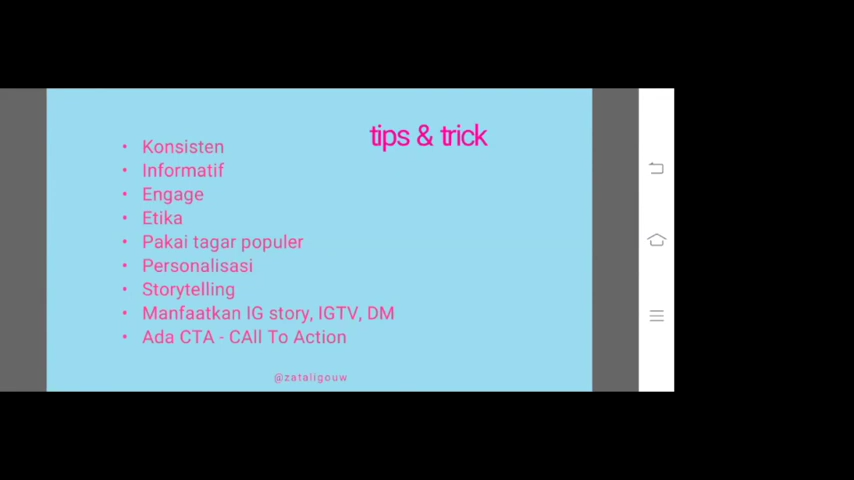 tips & trick
• Konsisten
• Informatif
• Engage
• Etika
• Pakai tagar populer
• Personalisasi
• Storytelling
• Manfaatkan IG story, IGTV, DM
• Ada CTA - CAll To Action
@zataligouw